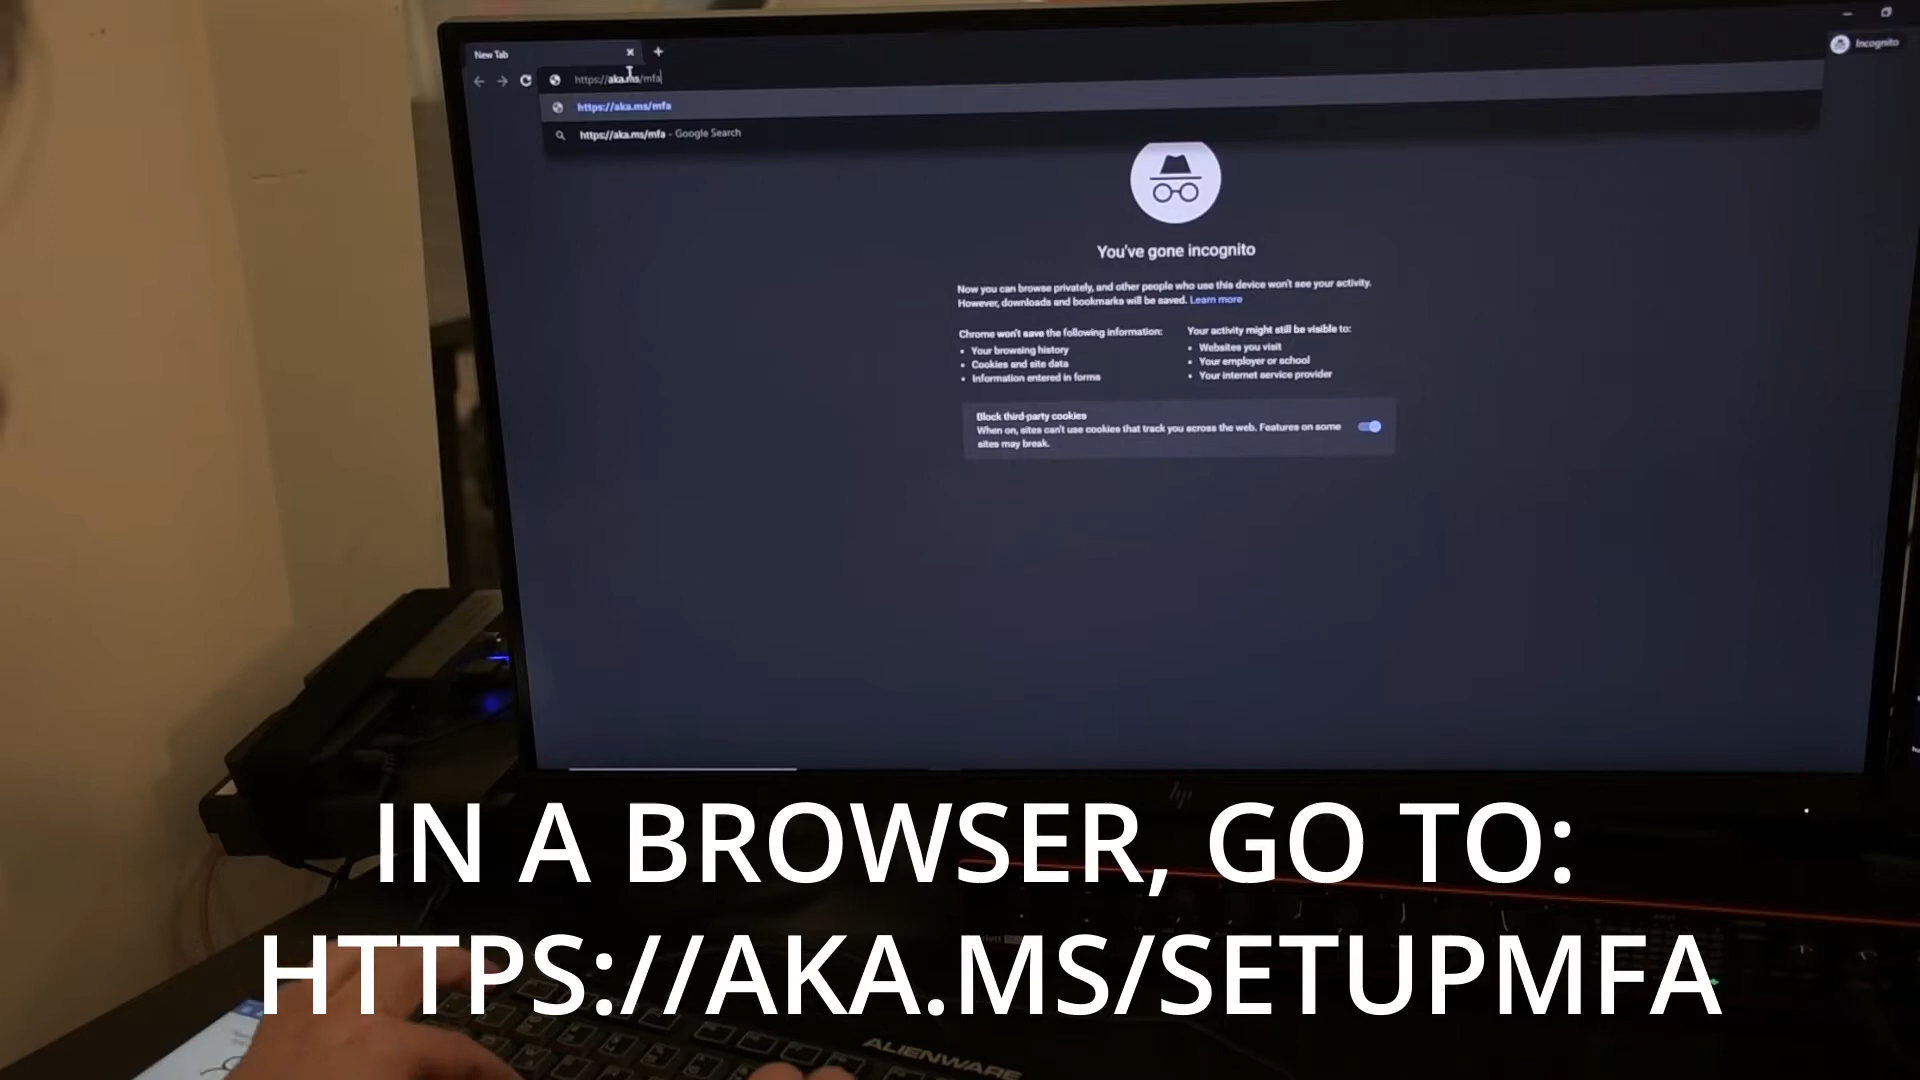 New Tab
Incognito
https://aka.ms/mfa
https://aka.ms/mfa
https://aka.ms/mfa - Google Search
You've gone incognito
Now you can browse privately, and other people who use this device won't see your activity.
However, downloads and bookmarks will be saved. Learn more
Chrome won't save the following information:
Your browsing history
Cookies and site data
Information entered in forms
Your activity might still be visible to:
Websites you visit
Your employer or school
Your internet service provider
Block third-party cookies
When on, sites can't use cookies that track you across the web. Features on some
sites may break.
hp
IN A BROWSER, GO TO:
HTTPS://AKA.MS/SETUPMFA
ALIENWARE